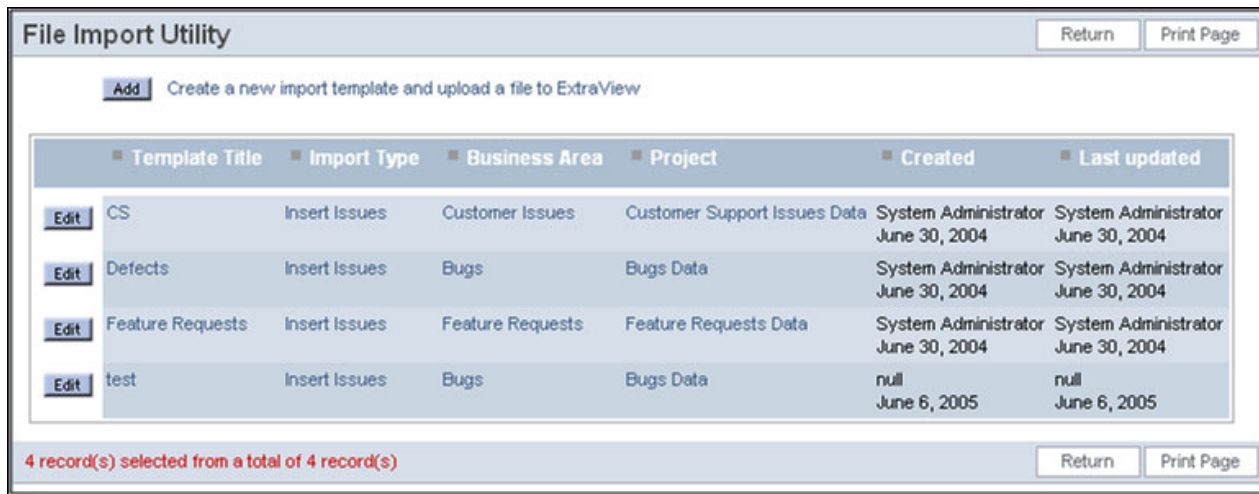 File Import Utility
Return
Print Page
Add
Create a new import template and upload a file to ExtraView
Template Title Import Type Business Area Project Created Last updated
Edit CS Insert Issues Customer Issues Customer Support Issues Data System Administrator System Administrator
June 30, 2004 June 30, 2004
Edit Defects Insert Issues Bugs Bugs Data System Administrator System Administrator
June 30, 2004 June 30, 2004
Edit Feature Requests Insert Issues Feature Requests Feature Requests Data System Administrator System Administrator
June 30, 2004 June 30, 2004
Edit test Insert Issues Bugs Bugs Data null null
June 6, 2005 June 6, 2005
4 record(s) selected from a total of 4 record(s)
Return
Print Page